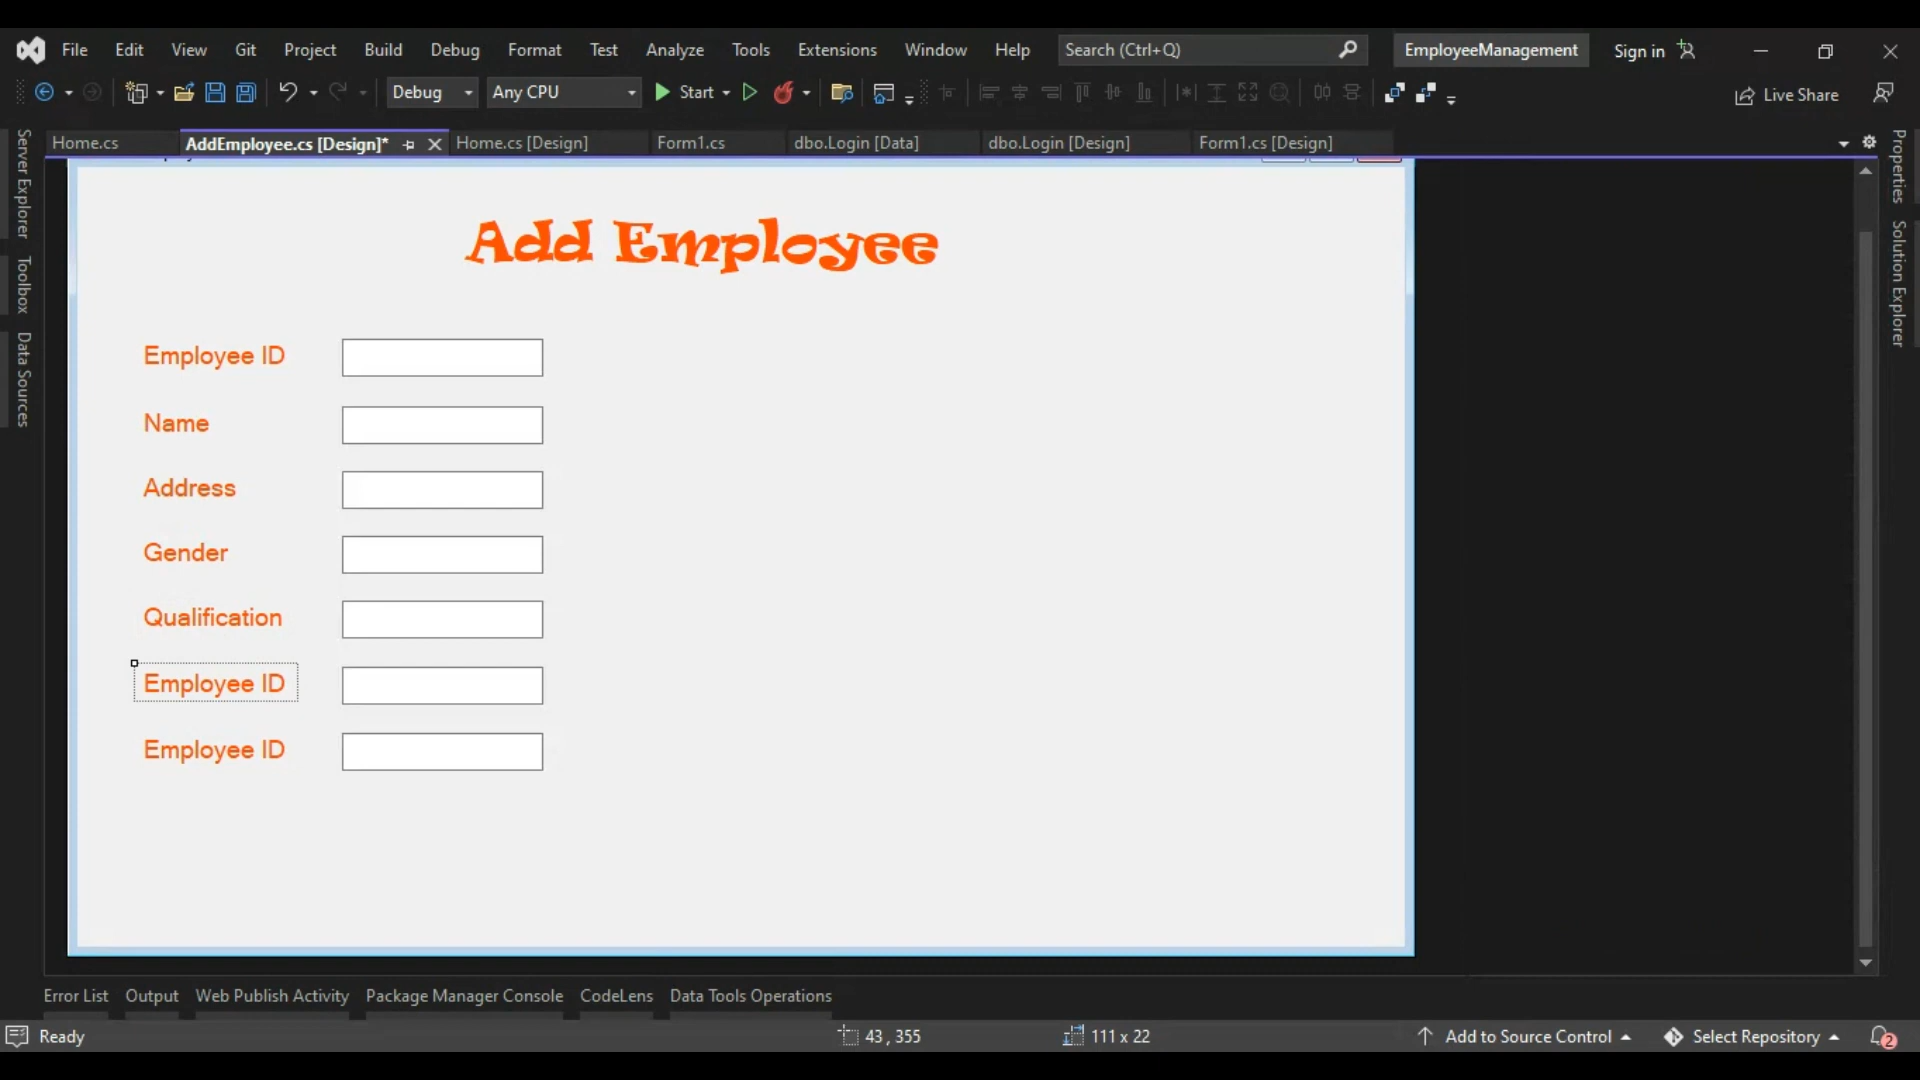 File Edit View Git Project Build Debug Format Test Analyze Tools Extensions Window Help Search (Ctrl+Q) EmployeeManagement Sign in
Debug Any CPU Start Live Share
Home.cs AddEmployee.cs [Design]* Home.cs [Design] Form1.cs dbo.Login [Data] dbo.Login [Design] Form1.cs [Design]
Server Explorer
Toolbox
Data Sources
Properties
Solution Explorer
Add Employee
Employee ID
Name
Address
Gender
Qualification
Employee ID
Employee ID
Error List Output Web Publish Activity Package Manager Console CodeLens Data Tools Operations
Ready 43 , 355 111 x 22 Add to Source Control Select Repository 2